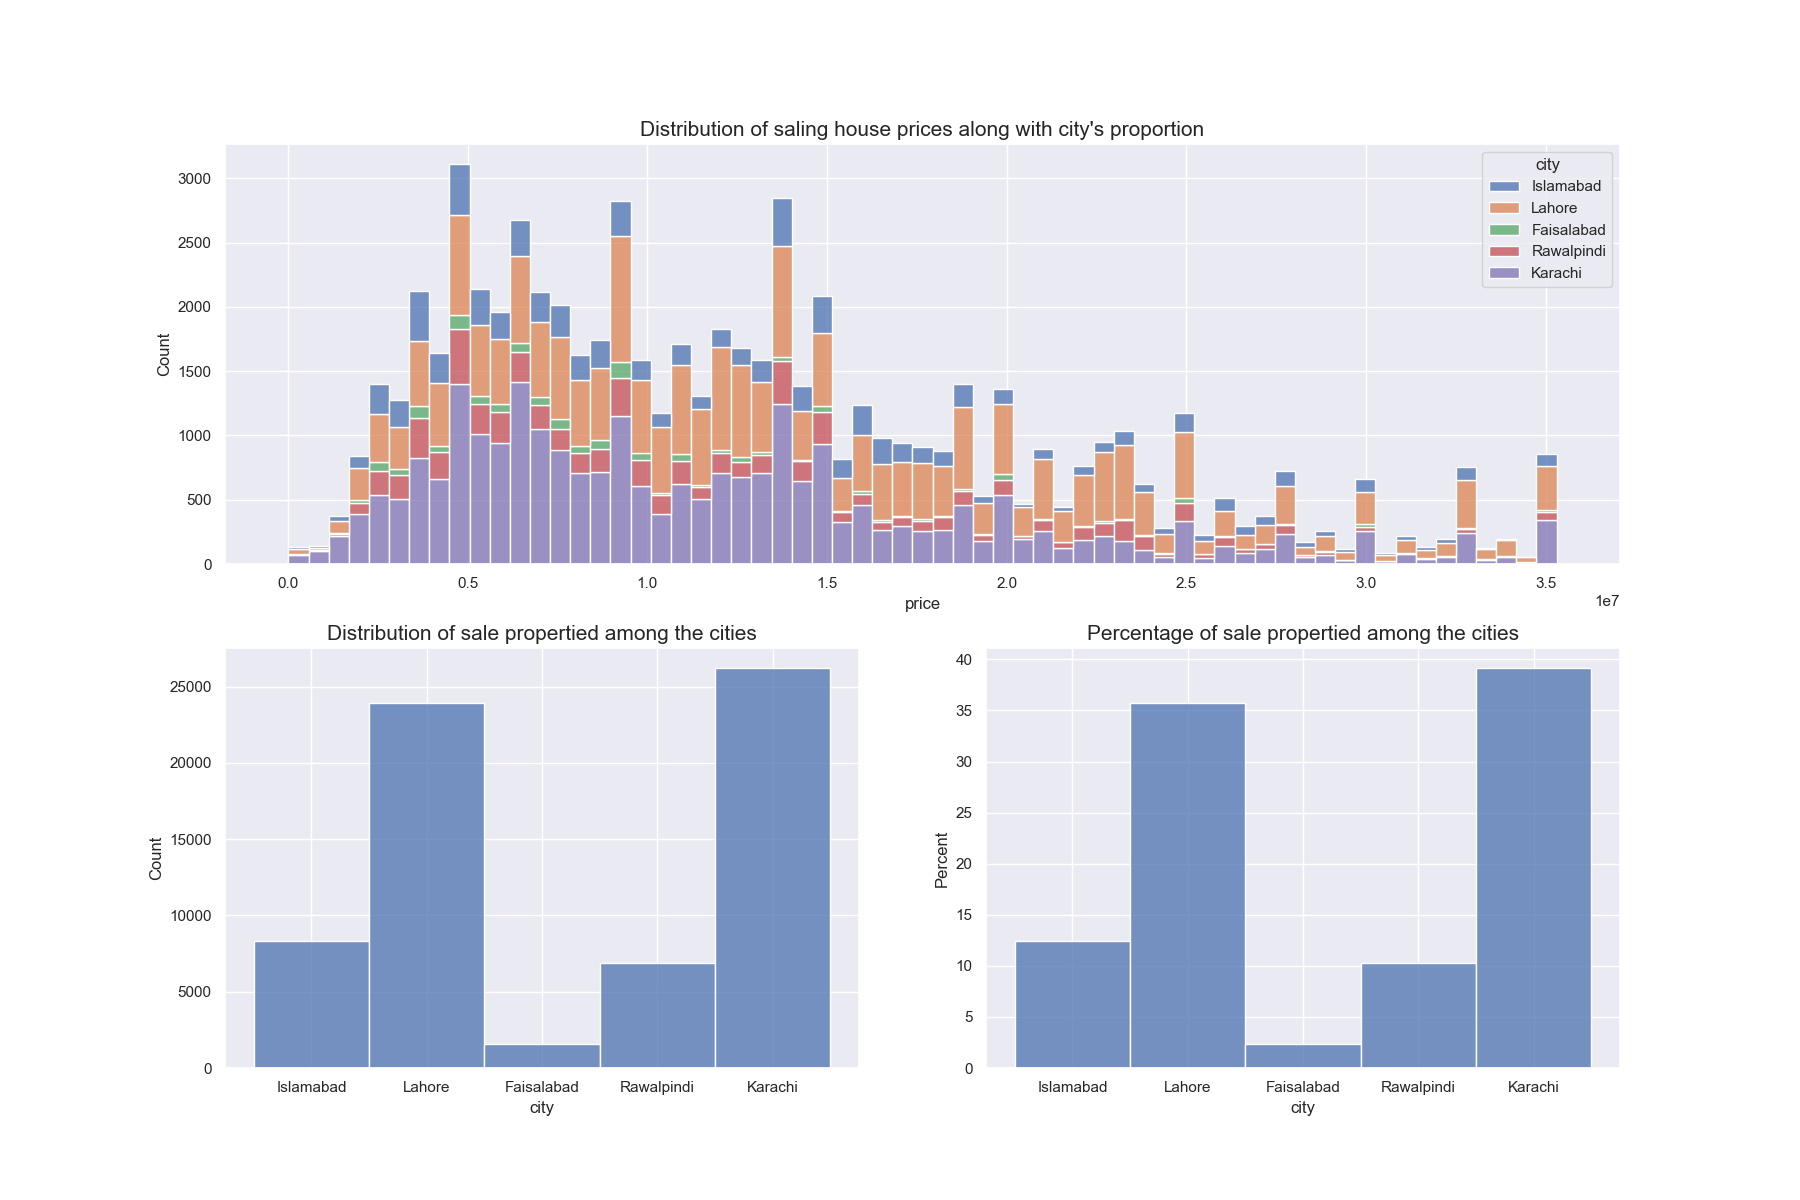 Distribution of saling house prices along with city's proportion
Count
3000
2500
2000
1500
1000
500
0
city
Islamabad
Lahore
Faisalabad
Rawalpindi
Karachi
0.0 0.5 1.0 1.5 2.0 2.5 3.0 3.5
1e7
price
Distribution of sale propertied among the cities
Count
25000
20000
15000
10000
5000
0
Islamabad Lahore Faisalabad Rawalpindi Karachi
city
Percentage of sale propertied among the cities
Percent
40
35
30
25
20
15
10
5
0
Islamabad Lahore Faisalabad Rawalpindi Karachi
city